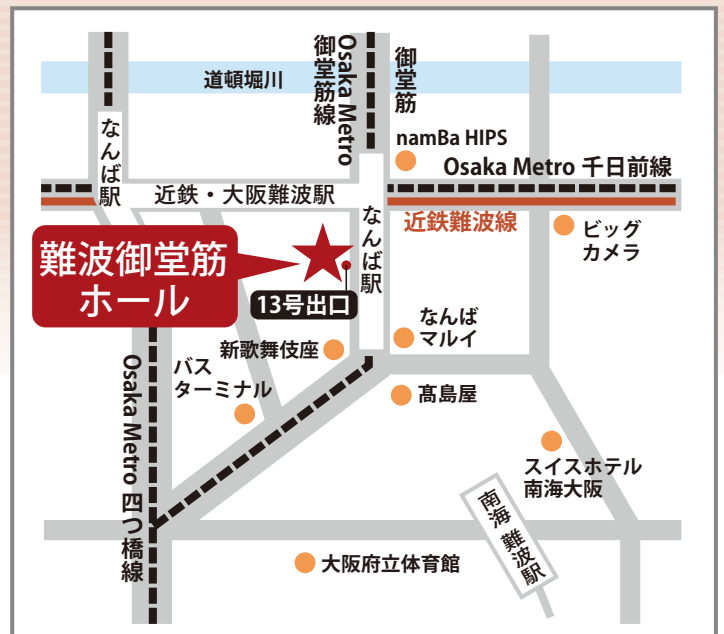 道頓堀川
Osaka Metro
御堂筋線
御堂筋
なんば駅
namBa HIPS
Osaka Metro 千日前線
近鉄・大阪難波駅
近鉄難波線
なんば駅
ビッグ
カメラ
難波御堂筋
ホール
13号出口
新歌舞伎座
なんば
マルイ
バス
ターミナル
髙島屋
Osaka Metro 四つ橋線
スイスホテル
南海大阪
南海 難波駅
大阪府立体育館